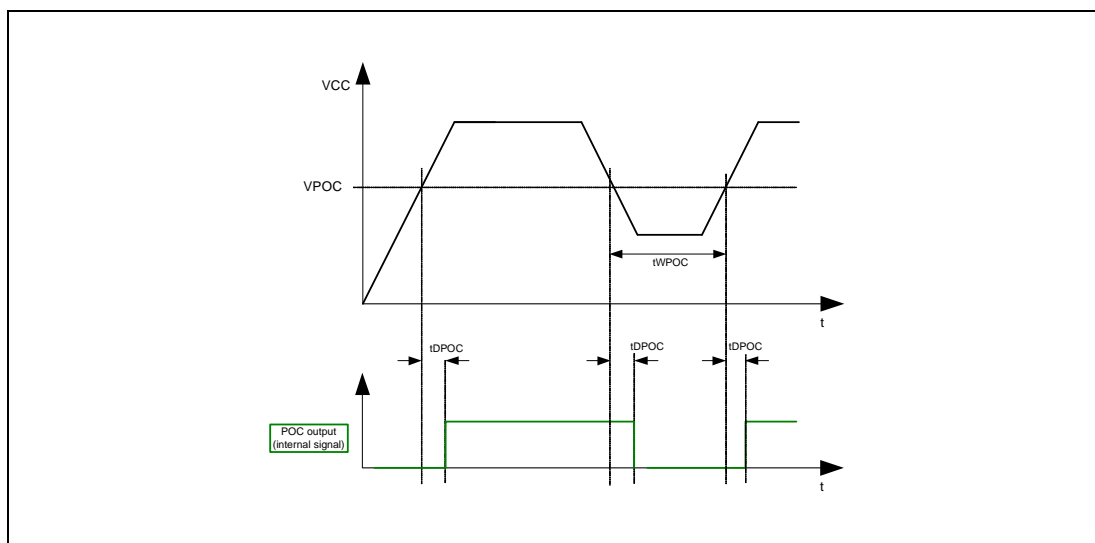 VCC
VPOC
tWPOC
t
tDPOC
tDPOC
tDPOC
POC output
(internal signal)
t